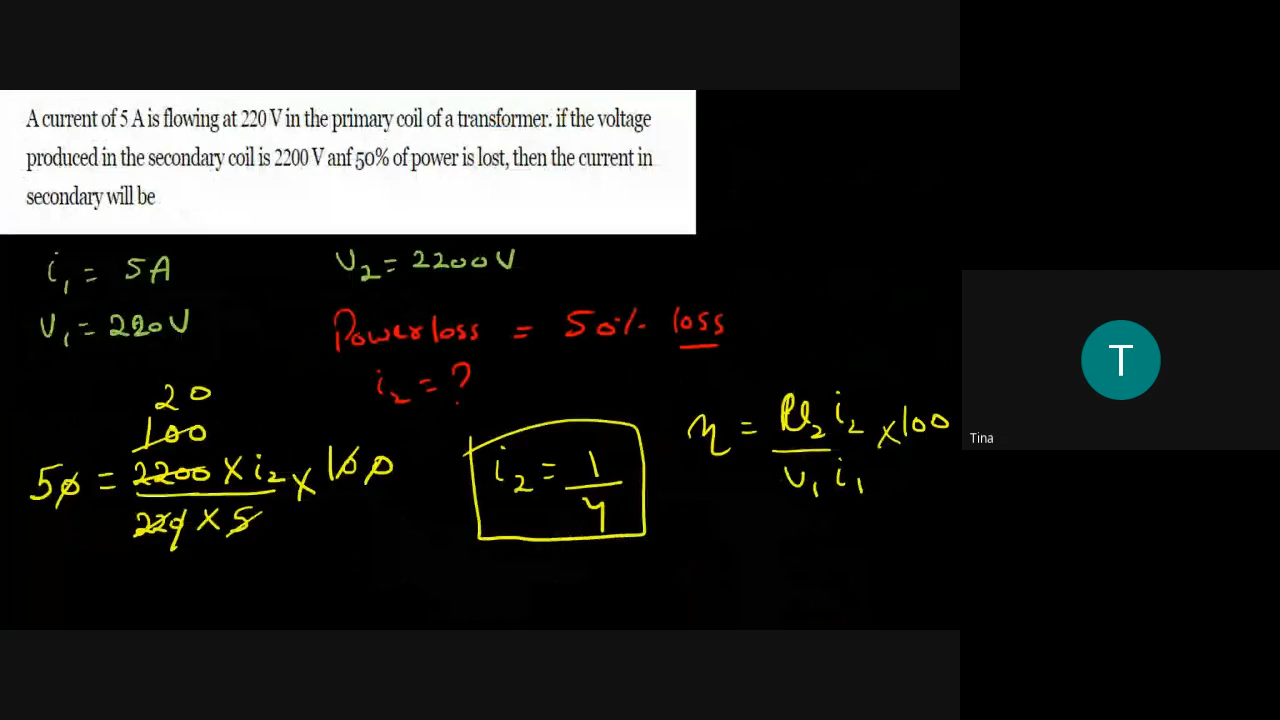 A current of 5 A is flowing at 220 V in the primary coil of a transformer. if the voltage
produced in the secondary coil is 2200 V anf 50% of power is lost, then the current in
secondary will be
i₁ = 5A
V₂ = 2200V
V₁ = 220V
Power loss = 50% loss
i₂ = ?
20
100
50 = 2200 × i₂ × 100
220 × 5
i₂ = 1/4
η = V₂ i₂ × 100
V₁ i₁
T
Tina